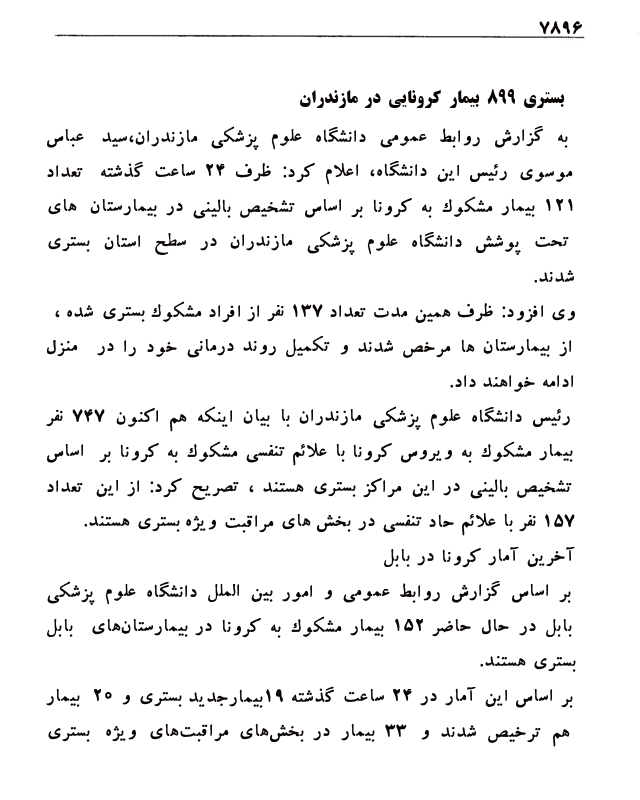 ۷۸۹۶
بستری ۸۹۹ بیمار کرونایی در مازندران
به گزارش روابط عمومی دانشگاه علوم پزشکی مازندران،سید عباس
موسوی رئیس این دانشگاه، اعلام کرد: ظرف ۲۴ ساعت گذشته تعداد
۱۲۱ بیمار مشکوك به کرونا بر اساس تشخیص بالینی در بیمارستان های
تحت پوشش دانشگاه علوم پزشکی مازندران در سطح استان بستری
شدند.
وی افزود: ظرف همین مدت تعداد ۱۳۷ نفر از افراد مشکوك بستری شده ،
از بیمارستان ها مرخص شدند و تکمیل روند درمانی خود را در منزل
ادامه خواهند داد.
رئیس دانشگاه علوم پزشکی مازندران با بیان اینکه هم اکنون ۷۴۷ نفر
بیمار مشکوك به ویروس کرونا با علائم تنفسی مشکوك به کرونا بر اساس
تشخیص بالینی در این مراکز بستری هستند ، تصریح کرد: از این تعداد
۱۵۷ نفر با علائم حاد تنفسی در بخش های مراقبت ویژه بستری هستند.
آخرین آمار کرونا در بابل
بر اساس گزارش روابط عمومی و امور بین الملل دانشگاه علوم پزشکی
بابل در حال حاضر ۱۵۲ بیمار مشکوك به کرونا در بیمارستان‌های بابل
بستری هستند.
بر اساس این آمار در ۲۴ ساعت گذشته ۱۹بیمارجدید بستری و ۲۰ بیمار
هم ترخیص شدند و ۳۳ بیمار در بخش‌های مراقبت‌های ویژه بستری